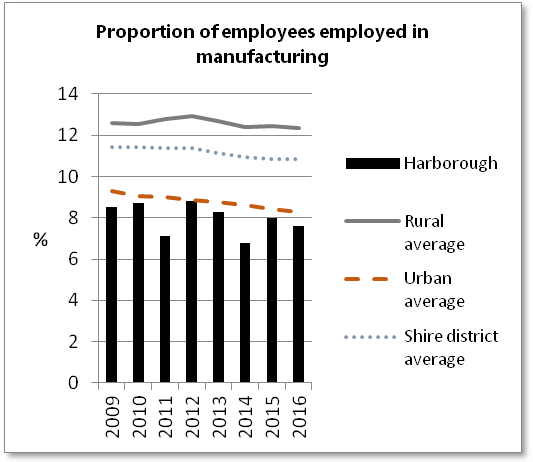 Proportion of employees employed in
manufacturing
14
12
10
8
6
4
2
0
%
2009
2010
2011
2012
2013
2014
2015
2016
Harborough
Rural
average
Urban
average
Shire district
average